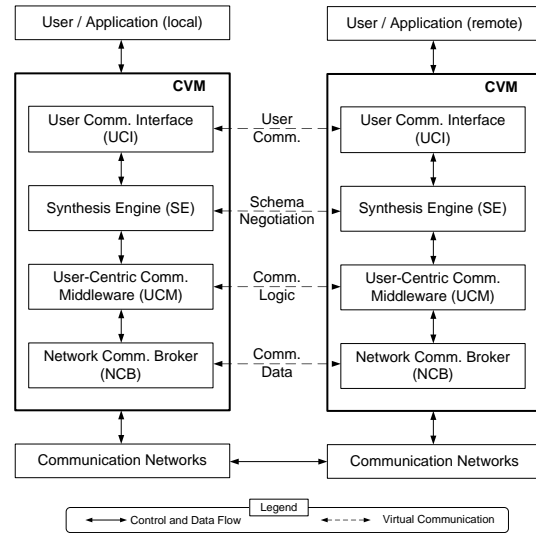 User / Application (local)
User / Application (remote)
CVM
CVM
User Comm. Interface
(UCI)
User
Comm.
User Comm. Interface
(UCI)
Synthesis Engine (SE)
Schema
Negotiation
Synthesis Engine (SE)
User-Centric Comm.
Middleware (UCM)
Comm.
Logic
User-Centric Comm.
Middleware (UCM)
Network Comm. Broker
(NCB)
Comm.
Data
Network Comm. Broker
(NCB)
Communication Networks
Communication Networks
Legend
Control and Data Flow
Virtual Communication